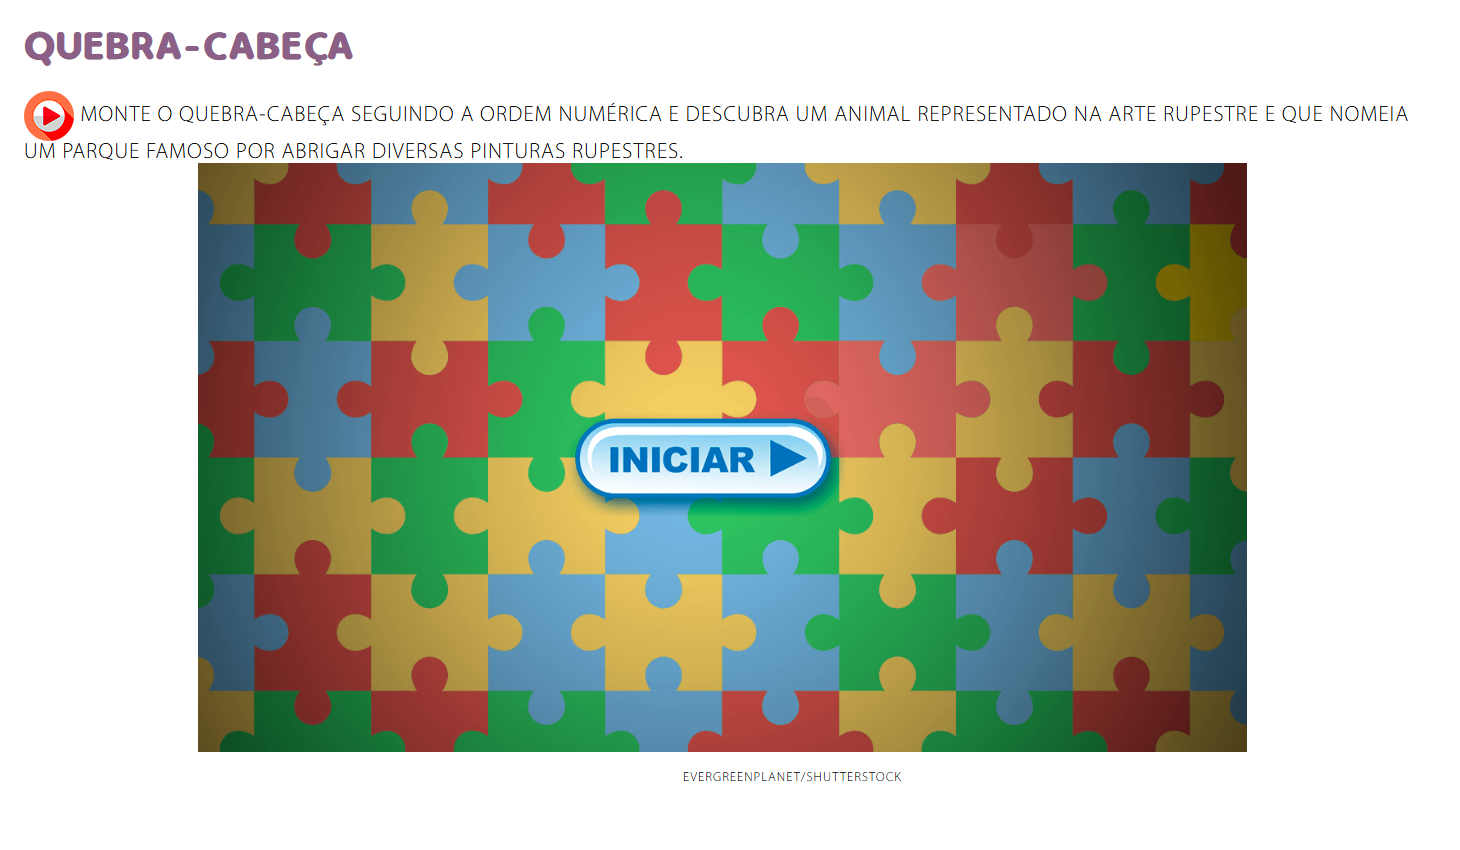 QUEBRA-CABEÇA
MONTE O QUEBRA-CABEÇA SEGUINDO A ORDEM NUMÉRICA E DESCUBRA UM ANIMAL REPRESENTADO NA ARTE RUPESTRE E QUE NOMEIA
UM PARQUE FAMOSO POR ABRIGAR DIVERSAS PINTURAS RUPESTRES.
INICIAR
EVERGREENPLANET/SHUTTERSTOCK